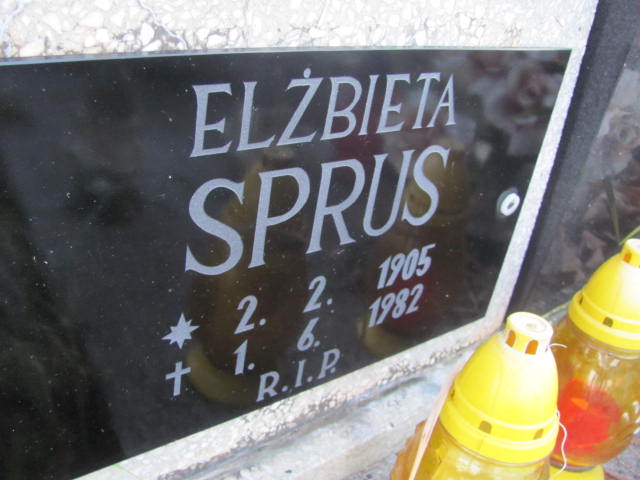 ELŻBIETA
SPRUS
2. 2. 1905
1. 6. 1982
R.I.P.